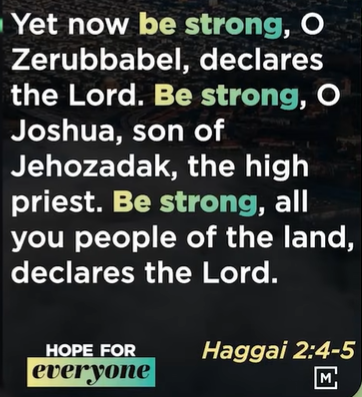 Yet now be strong, O
Zerubbabel, declares
the Lord. Be strong, O
Joshua, son of
Jehozadak, the high
priest. Be strong, all
you people of the land,
declares the Lord.
HOPE FOR
everyone
Haggai 2:4-5
M